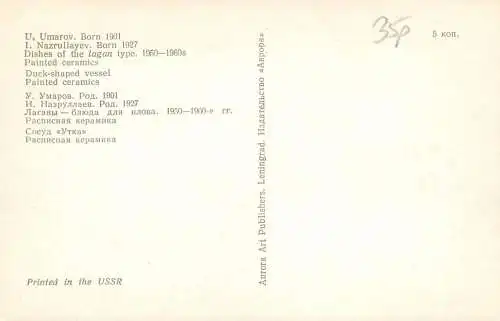 U. Umarov. Born 1901
I. Nazrullayev. Born 1927
Dishes of the lagan type. 1950—1960s
Painted ceramics
Duck-shaped vessel
Painted ceramics
У. Умаров. Род. 1901
И. Назруллаев. Род. 1927
Лаганы — блюда для плова. 1950—1960-е гг.
Расписная керамика
Сосуд «Утка»
Расписная керамика
Printed in the USSR
Aurora Art Publishers. Leningrad. Издательство «Аврора»
35p
5 коп.